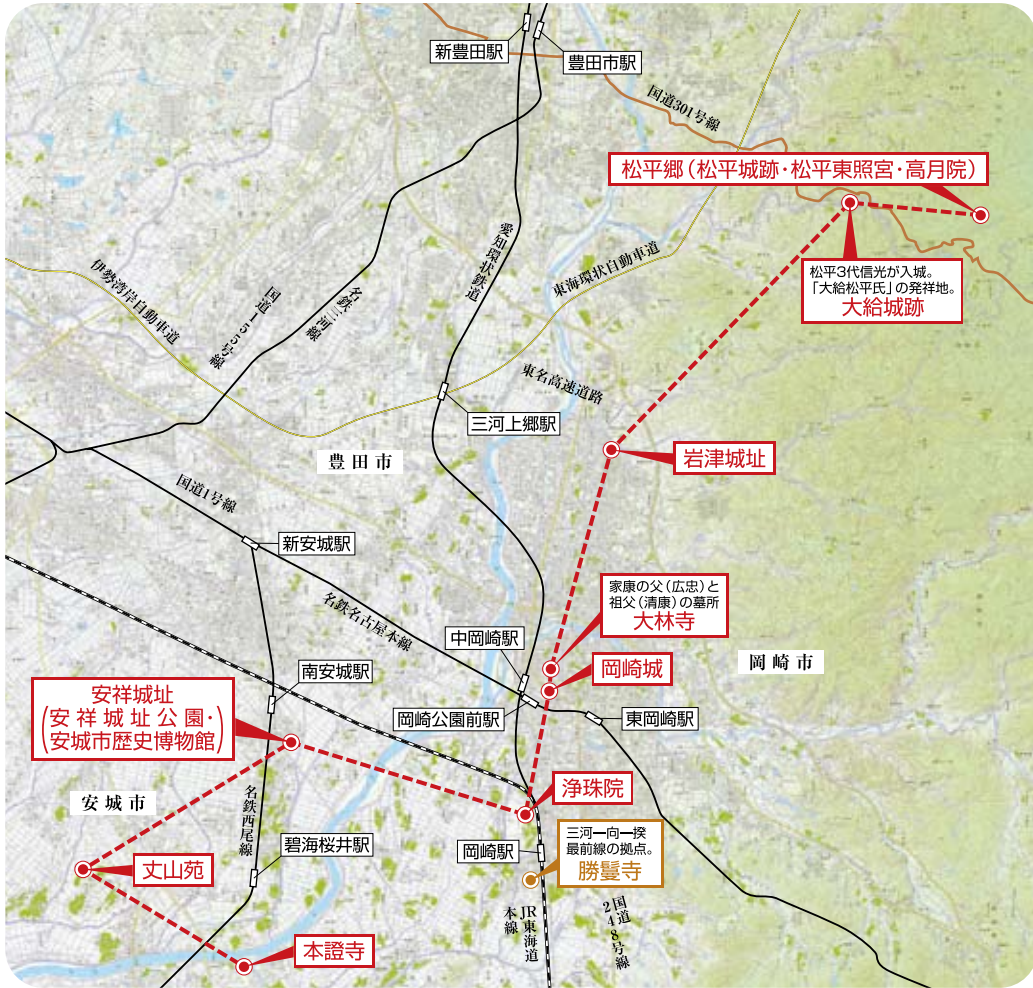 新豊田駅
豊田市駅
国道301号線
松平郷（松平城跡・松平東照宮・高月院）
松平3代信光が入城。
「大給松平氏」の発祥地。
大給城跡
愛知環状鉄道
東海環状自動車道
伊勢湾岸自動車道
国道155号線
名鉄三河線
東名高速道路
三河上郷駅
豊田市
岩津城址
国道1号線
新安城駅
名鉄名古屋本線
家康の父（広忠）と
祖父（清康）の墓所
大林寺
中岡崎駅
岡崎城
岡崎市
南安城駅
安祥城址
（安祥城址公園・
安城市歴史博物館）
岡崎公園前駅
東岡崎駅
安城市
名鉄西尾線
浄珠院
碧海桜井駅
岡崎駅
三河一向一揆
最前線の拠点。
勝鬘寺
丈山苑
JR東海道
本線
国道
248号線
本證寺